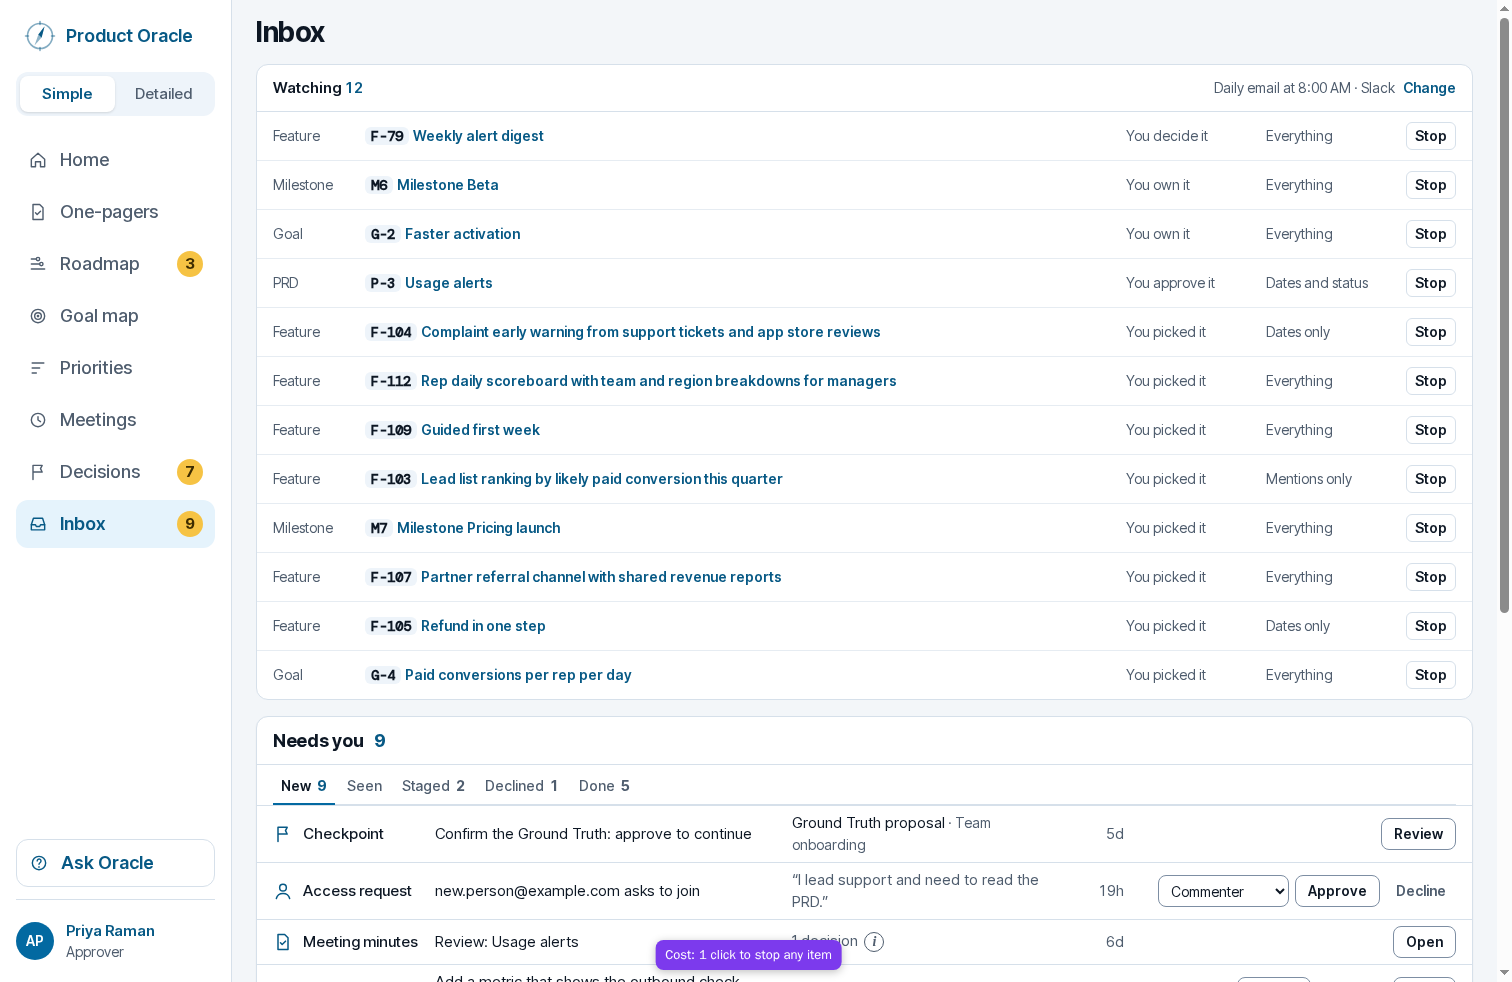 Product Oracle
Simple
Detailed
Home
One-pagers
Roadmap 3
Goal map
Priorities
Meetings
Decisions 7
Inbox 9
Ask Oracle
AP
Priya Raman
Approver
Inbox
Watching 12
Daily email at 8:00 AM · Slack Change
Feature F-79 Weekly alert digest You decide it Everything Stop
Milestone M6 Milestone Beta You own it Everything Stop
Goal G-2 Faster activation You own it Everything Stop
PRD P-3 Usage alerts You approve it Dates and status Stop
Feature F-104 Complaint early warning from support tickets and app store reviews You picked it Dates only Stop
Feature F-112 Rep daily scoreboard with team and region breakdowns for managers You picked it Everything Stop
Feature F-109 Guided first week You picked it Everything Stop
Feature F-103 Lead list ranking by likely paid conversion this quarter You picked it Mentions only Stop
Milestone M7 Milestone Pricing launch You picked it Everything Stop
Feature F-107 Partner referral channel with shared revenue reports You picked it Everything Stop
Feature F-105 Refund in one step You picked it Dates only Stop
Goal G-4 Paid conversions per rep per day You picked it Everything Stop
Needs you 9
New 9 Seen Staged 2 Declined 1 Done 5
Checkpoint Confirm the Ground Truth: approve to continue Ground Truth proposal · Team onboarding 5d Review
Access request new.person@example.com asks to join “I lead support and need to read the PRD.” 19h Commenter Approve Decline
Meeting minutes Review: Usage alerts 1 decision i 6d Open
Cost: 1 click to stop any item
Add a metric that shows the outbound check